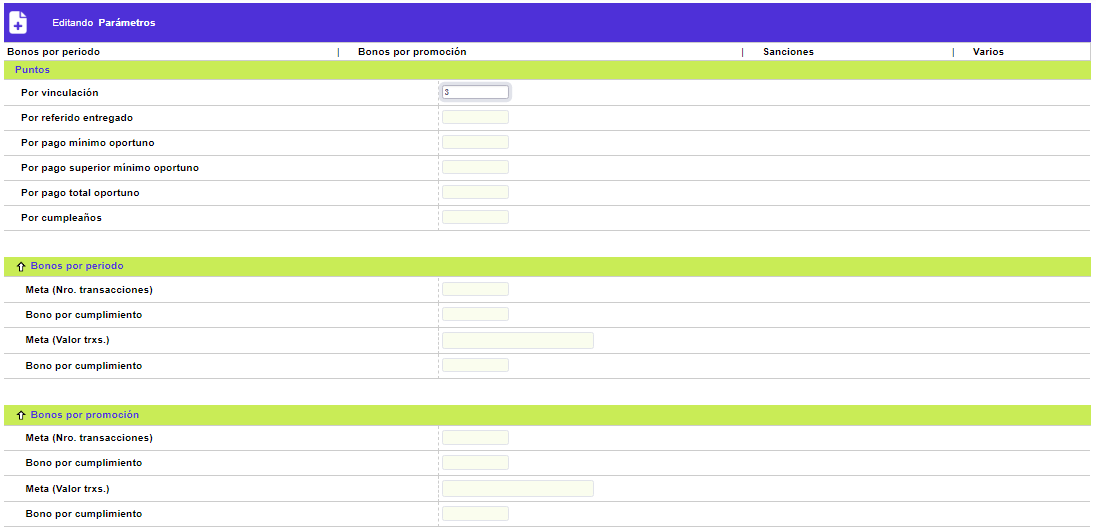 Editando Parámetros
Bonos por periodo | Bonos por promoción | Sanciones | Varios
Puntos
Por vinculación 3
Por referido entregado
Por pago mínimo oportuno
Por pago superior mínimo oportuno
Por pago total oportuno
Por cumpleaños
Bonos por periodo
Meta (Nro. transacciones)
Bono por cumplimiento
Meta (Valor trxs.)
Bono por cumplimiento
Bonos por promoción
Meta (Nro. transacciones)
Bono por cumplimiento
Meta (Valor trxs.)
Bono por cumplimiento